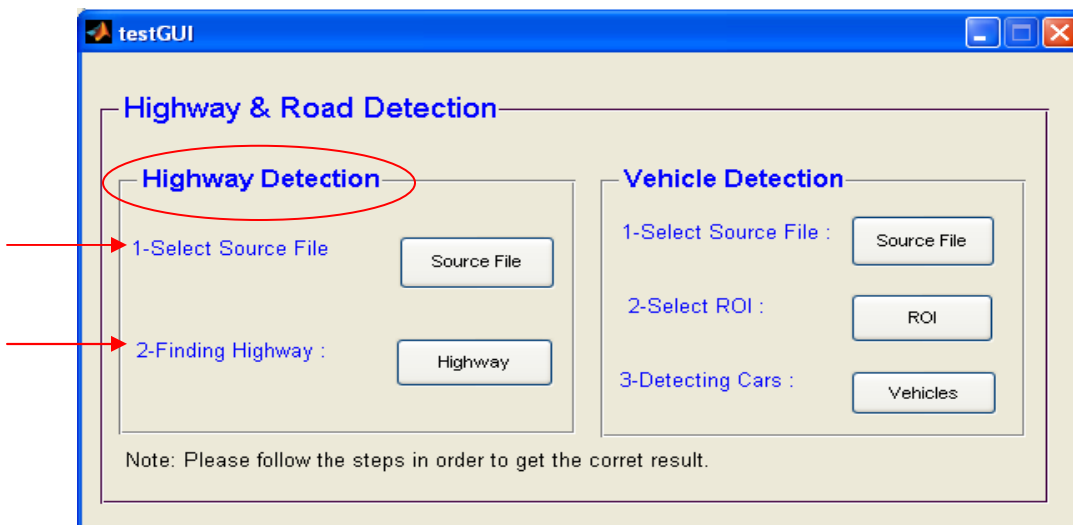 testGUI
Highway & Road Detection
Highway Detection
1-Select Source File
Source File
2-Finding Highway :
Highway
Vehicle Detection
1-Select Source File :
Source File
2-Select ROI :
ROI
3-Detecting Cars :
Vehicles
Note: Please follow the steps in order to get the corret result.